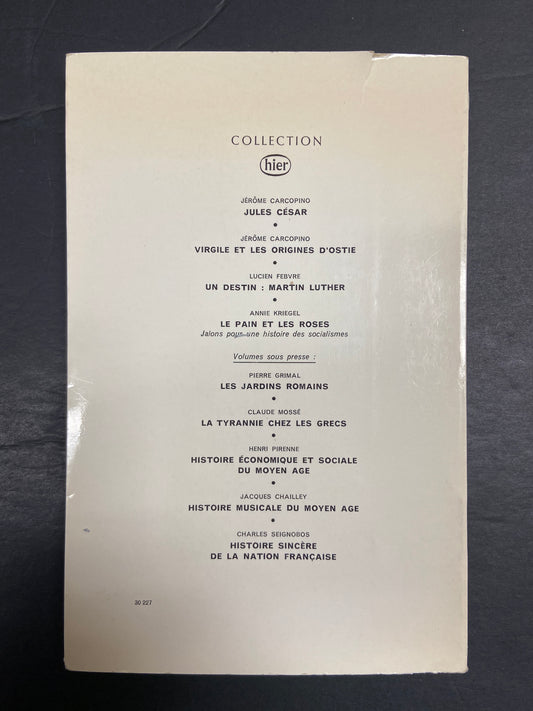 COLLECTION
hier
JÉRÔME CARCOPINO
JULES CÉSAR
JÉRÔME CARCOPINO
VIRGILE ET LES ORIGINES D'OSTIE
LUCIEN FEBVRE
UN DESTIN : MARTIN LUTHER
ANNIE KRIEGEL
LE PAIN ET LES ROSES
Jalons pour une histoire des socialismes
Volumes sous presse :
PIERRE GRIMAL
LES JARDINS ROMAINS
CLAUDE MOSSÉ
LA TYRANNIE CHEZ LES GRECS
HENRI PIRENNE
HISTOIRE ÉCONOMIQUE ET SOCIALE
DU MOYEN AGE
JACQUES CHAILLEY
HISTOIRE MUSICALE DU MOYEN AGE
CHARLES SEIGNOBOS
HISTOIRE SINCÈRE
DE LA NATION FRANÇAISE
30 227